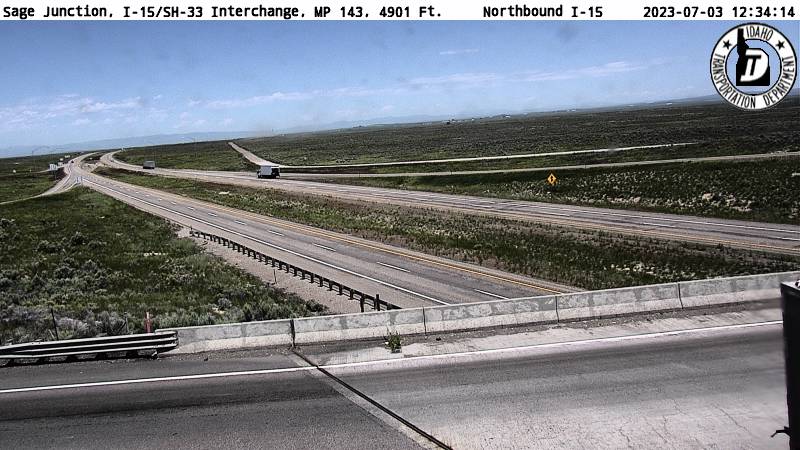 Sage Junction, I-15/SH-33 Interchange, MP 143, 4901 Ft. Northbound I-15 2023-07-03 12:34:14
IDAHO
TRANSPORTATION DEPARTMENT